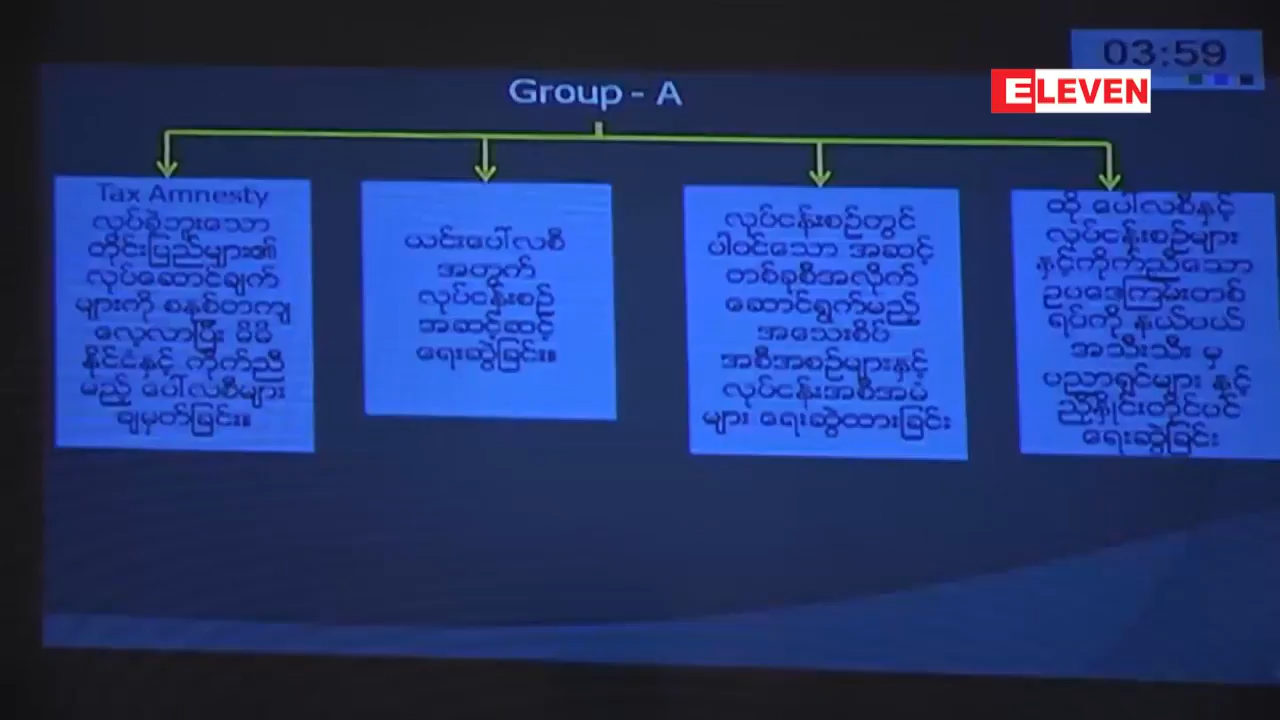 03:59
ELEVEN
Group - A
Tax Amnesty
လုပ်ခဲ့ဘူးသော
တိုင်းပြည်များ၏
လုပ်ဆောင်ချက်
များကို စနစ်တကျ
လေ့လာပြီး မိမိ
နိုင်ငံနှင့် ကိုက်ညီ
မည့် ပေါ်လစီများ
ချမှတ်ခြင်း။
ယင်းပေါ်လစီ
အတွက်
လုပ်ငန်းစဉ်
အဆင့်ဆင့်
ရေးဆွဲခြင်း။
လုပ်ငန်းစဉ်တွင်
ပါဝင်သော အဆင့်
တစ်ခုစီအလိုက်
ဆောင်ရွက်မည့်
အသေးစိပ်
အစီအစဉ်များနှင့်
လုပ်ငန်းအစီအမံ
များ ရေးဆွဲထားခြင်း
ထို ပေါ်လစီနှင့်
လုပ်ငန်းစဉ်များ
နှင့်ကိုက်ညီသော
ဥပဒေကြမ်းတစ်
ရပ်ကို နယ်ပယ်
အသီးသီး မှ
ပညာရှင်များ နှင့်
ညှိနှိုင်းတိုင်ပင်
ရေးဆွဲခြင်း